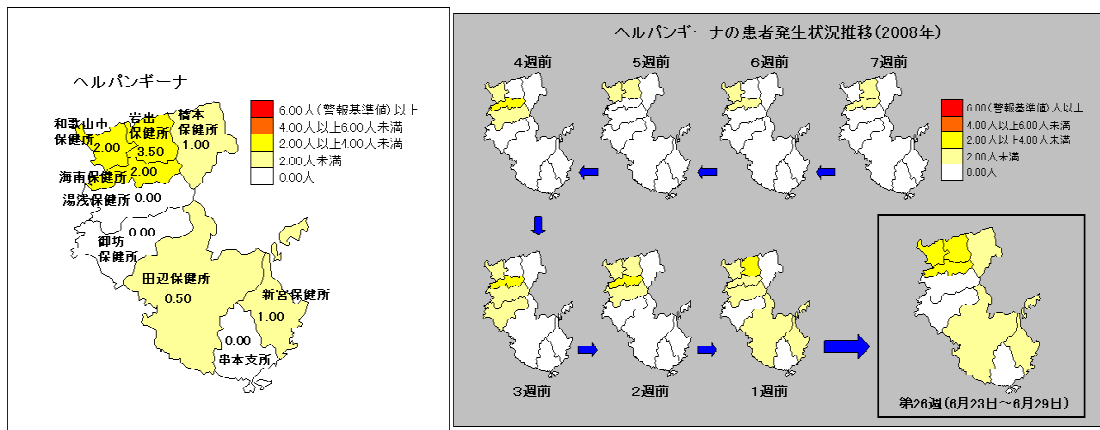 ヘルパンギーナ
6.00人(警報基準値)以上
4.00人以上6.00人未満
2.00人以上4.00人未満
2.00人未満
0.00人
和歌山市
保健所
2.00
岩出
保健所
3.50
橋本
保健所
1.00
海南保健所
2.00
湯浅保健所
0.00
御坊
保健所
0.00
田辺保健所
0.50
新宮保健所
1.00
0.00
串本支所
ヘルパンギーナの患者発生状況推移(2008年)
4週前
5週前
6週前
7週前
6.00(警報基準値)人以上
4.00人以上6.00人未満
2.00人以上4.00人未満
2.00人未満
0.00人
3週前
2週前
1週前
第26週(6月23日～6月29日)